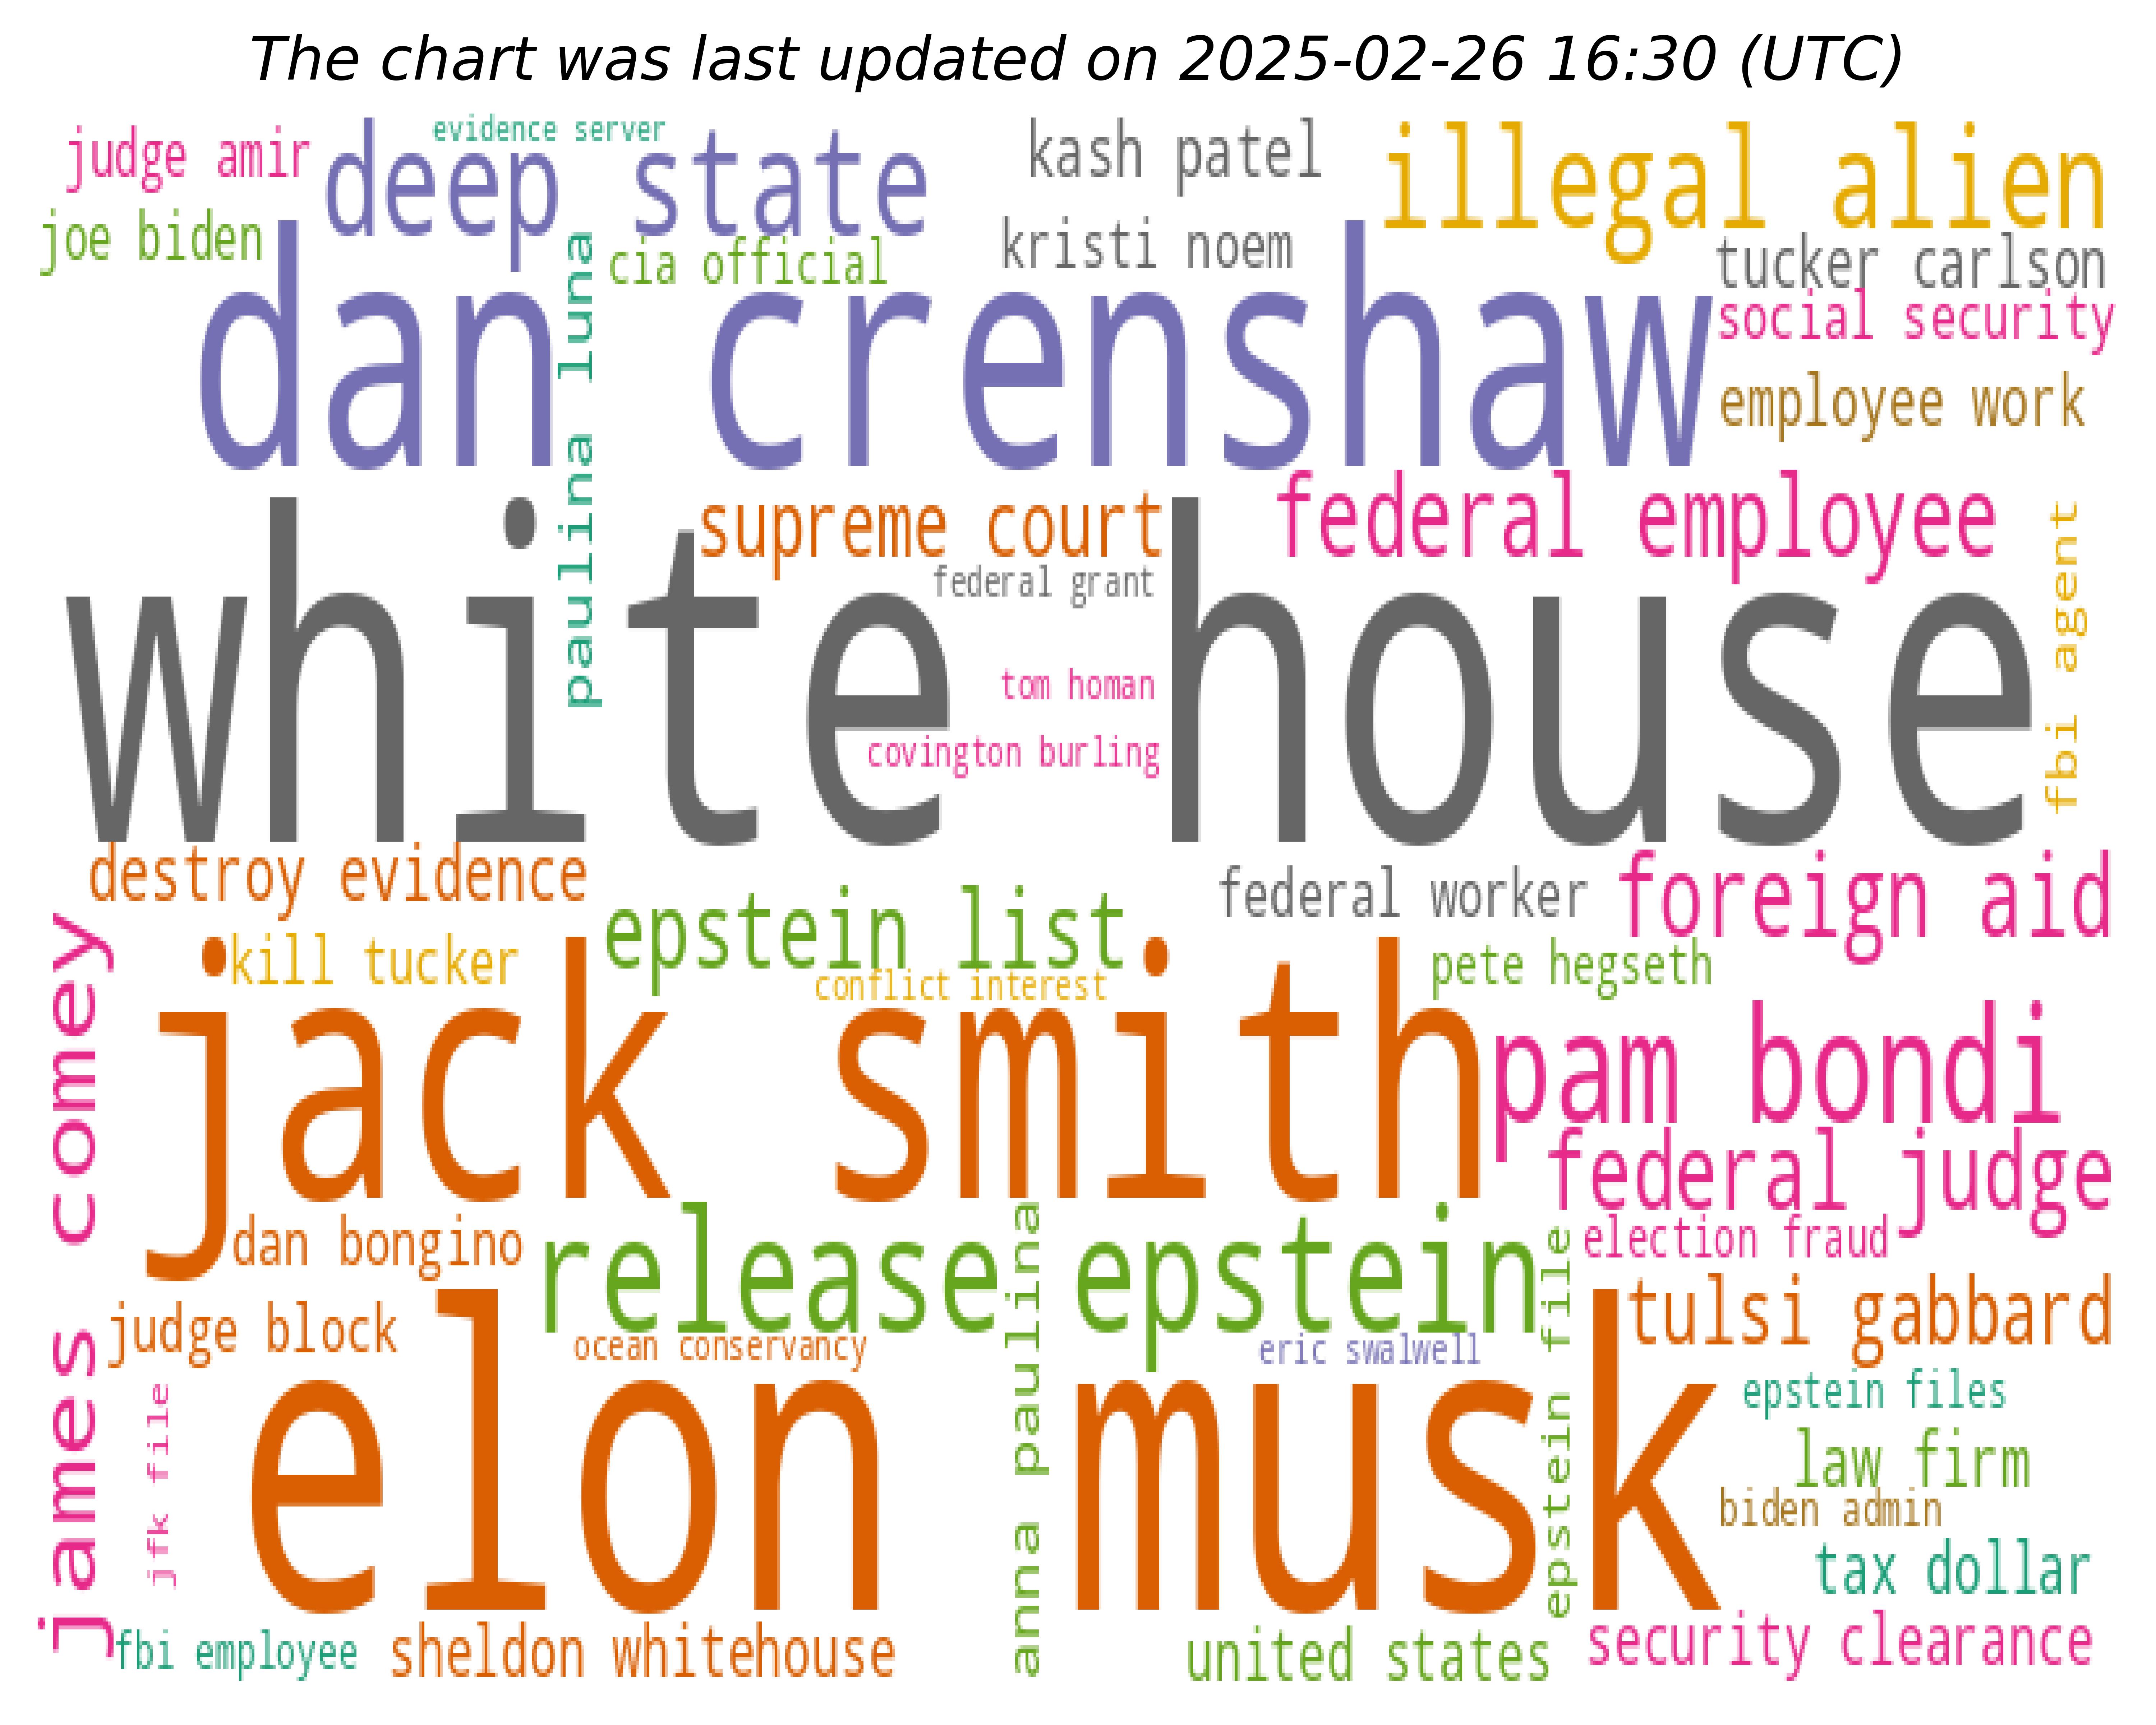 The chart was last updated on 2025-02-26 16:30 (UTC)
evidence server
judge amir
deep state
kash patel
illegal alien
joe biden
cia official
kristi noem
tucker carlson
dan crenshaw
social security
paulina luna
employee work
supreme court
federal employee
federal grant
fbi agent
white house
tom homan
covington burling
destroy evidence
federal worker
foreign aid
epstein list
kill tucker
conflict interest
pete hegseth
james comey
jack smith
pam bondi
federal judge
dan bongino
release epstein
election fraud
anna paulina
epstein file
judge block
ocean conservancy
eric swalwell
tulsi gabbard
jfk file
elon musk
epstein files
law firm
biden admin
tax dollar
fbi employee
sheldon whitehouse
united states
security clearance